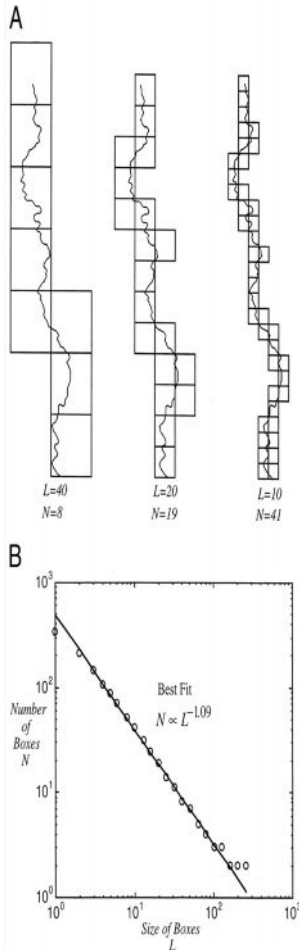 A
L=40
N=8
L=20
N=19
L=10
N=41
B
10³
10²
10¹
10⁰
Number
of
Boxes
N
Best Fit
N ∝ L⁻¹·⁰⁹
10⁰
10¹
10²
10³
Size of Boxes
L